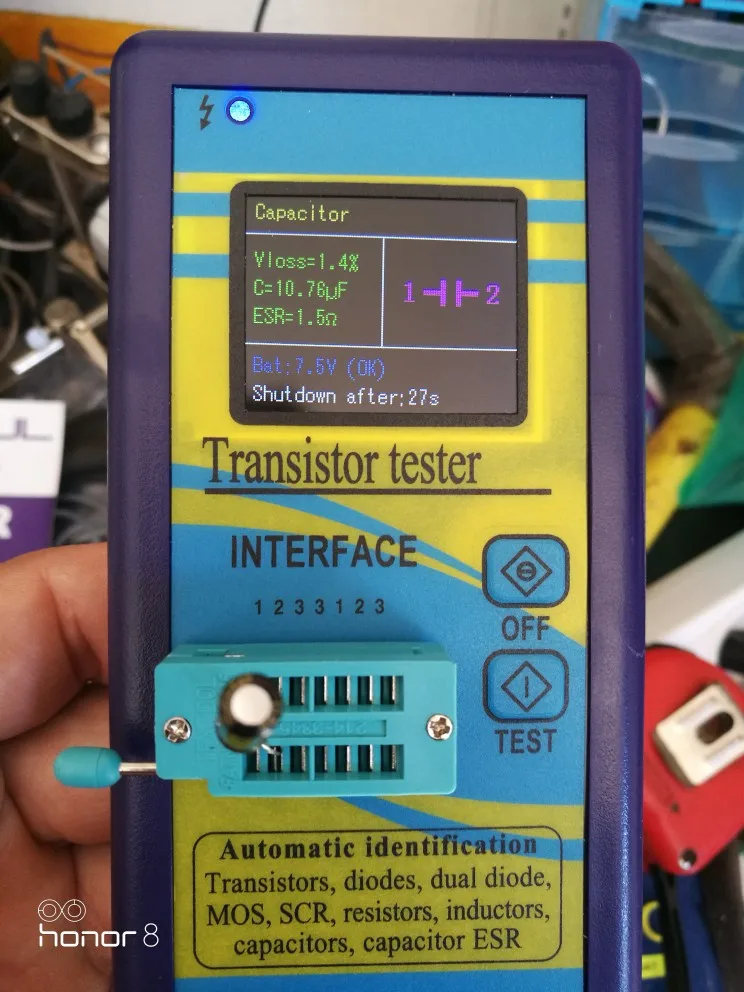 Capacitor
Vloss=1.4%
C=10.76µF
ESR=1.5Ω
1 2
Bat:7.5V (OK)
Shutdown after:27s
Transistor tester
INTERFACE
1 2 3 3 1 2 3
OFF
TEST
Automatic identification
Transistors, diodes, dual diode,
MOS, SCR, resistors, inductors,
capacitors, capacitor ESR
honor 8